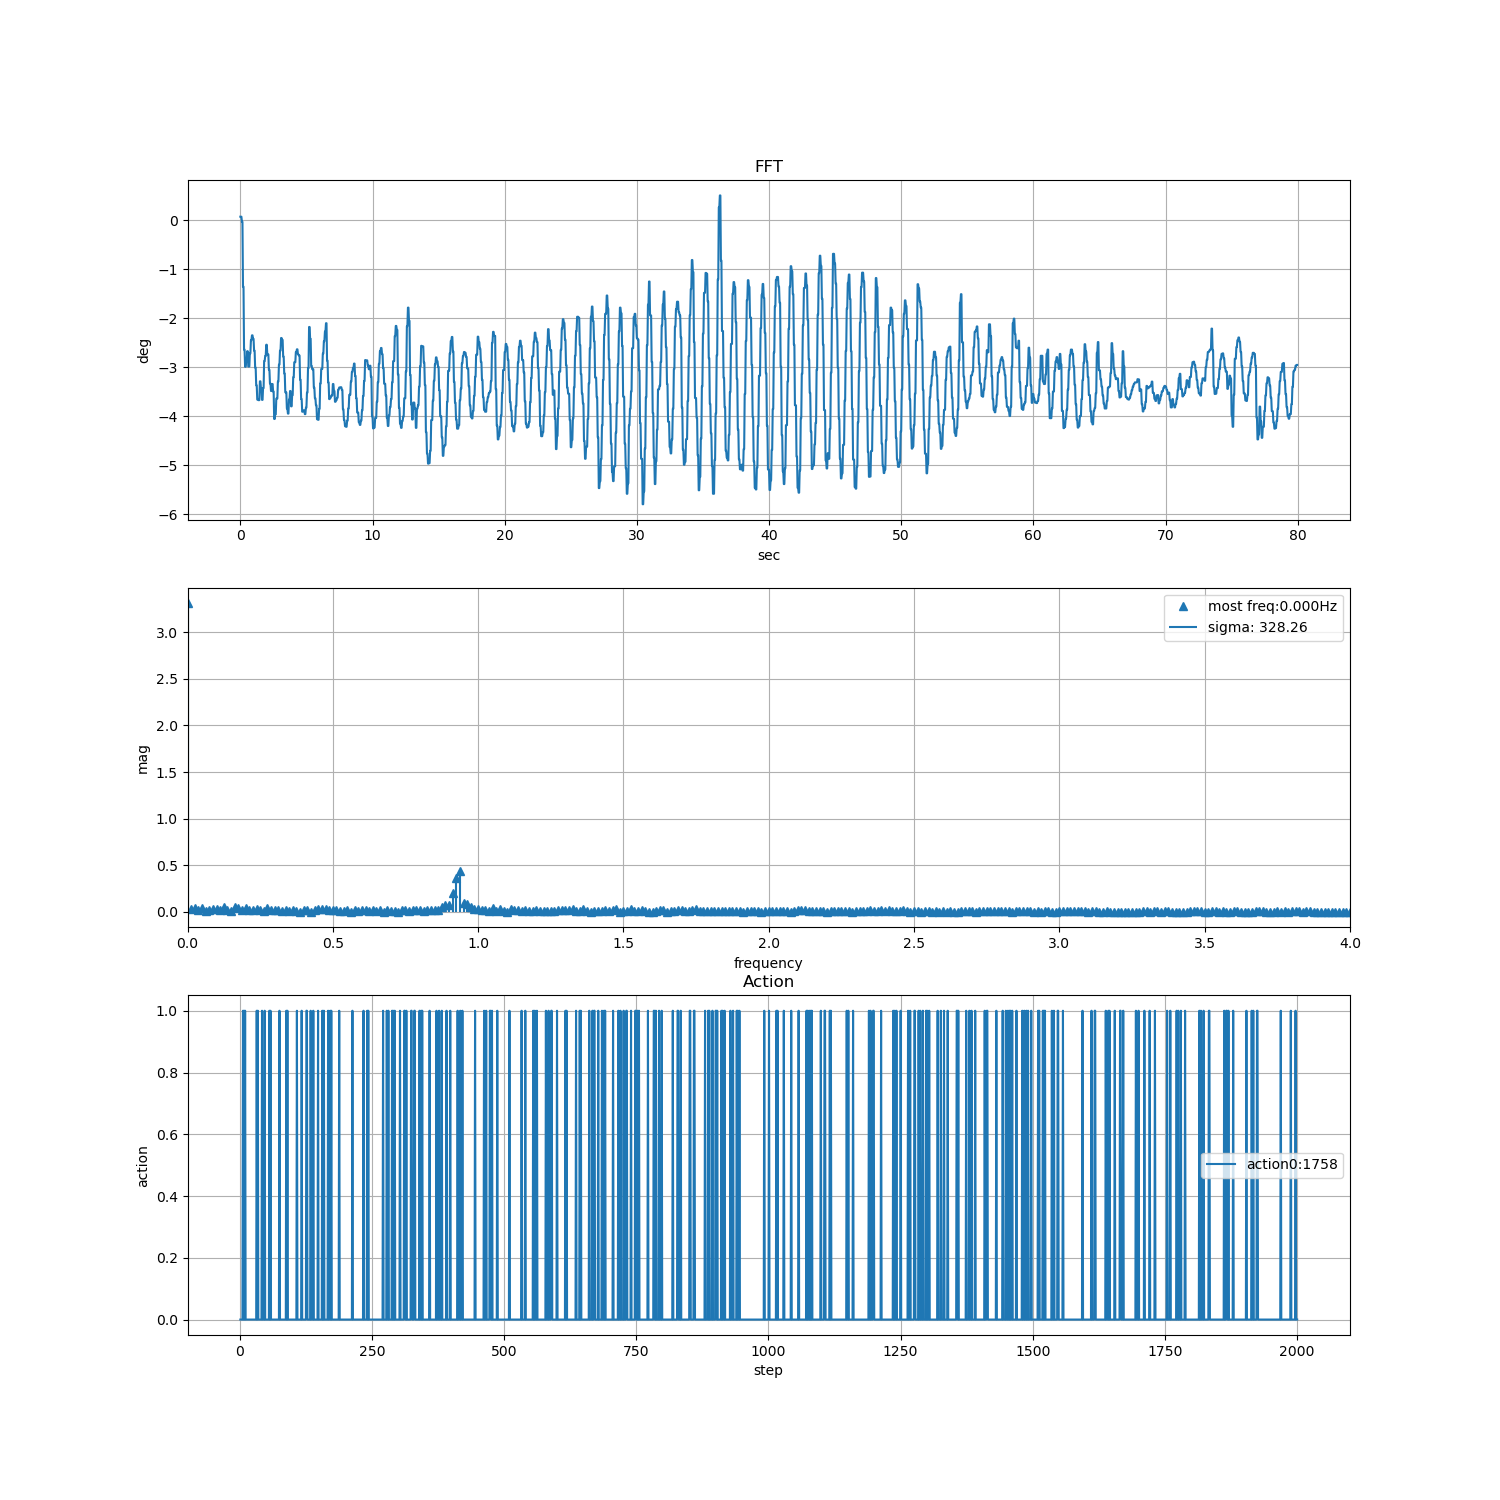 FFT
0
−1
−2
−3
−4
−5
−6
deg
0 10 20 30 40 50 60 70 80
sec
most freq:0.000Hz
sigma: 328.26
3.0
2.5
2.0
1.5
1.0
0.5
0.0
mag
0.0 0.5 1.0 1.5 2.0 2.5 3.0 3.5 4.0
frequency
Action
1.0
0.8
0.6
0.4
0.2
0.0
action
action0:1758
0 250 500 750 1000 1250 1500 1750 2000
step